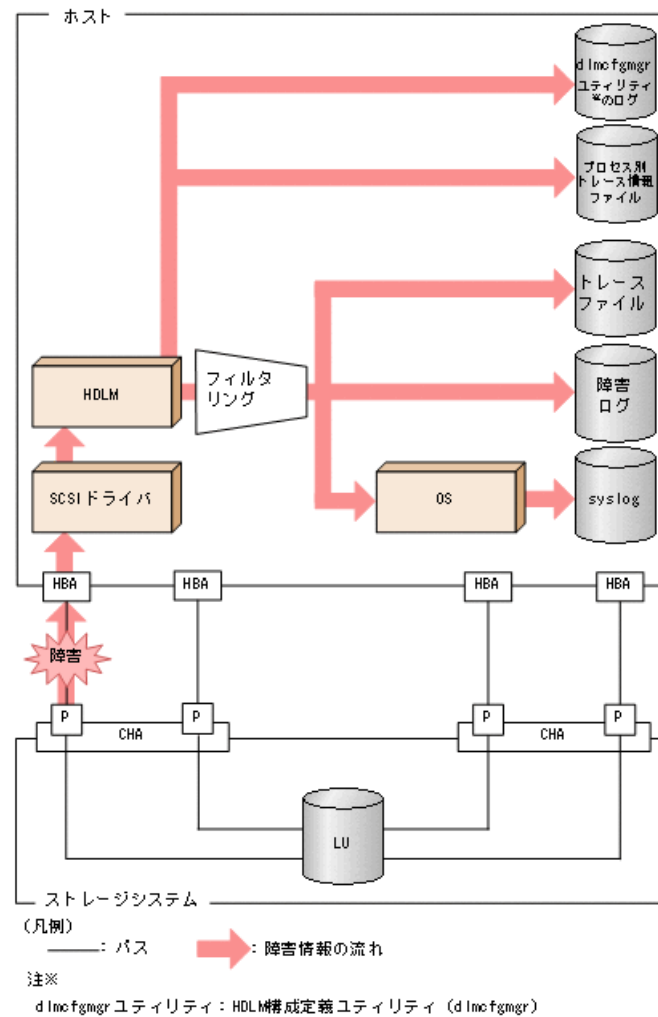 ホスト
dlmcfgmgr
ユティリティ
※のログ
プロセス別
トレース情報
ファイル
トレース
ファイル
HDLM
フィルタ
リング
障害
ログ
SCSIドライバ
OS
syslog
HBA
HBA
HBA
HBA
障害
P
P
P
P
CHA
CHA
LU
ストレージシステム
(凡例)
：パス
：障害情報の流れ
注※
dlmcfgmgrユティリティ：HDLM構成定義ユティリティ（dlmcfgmgr）